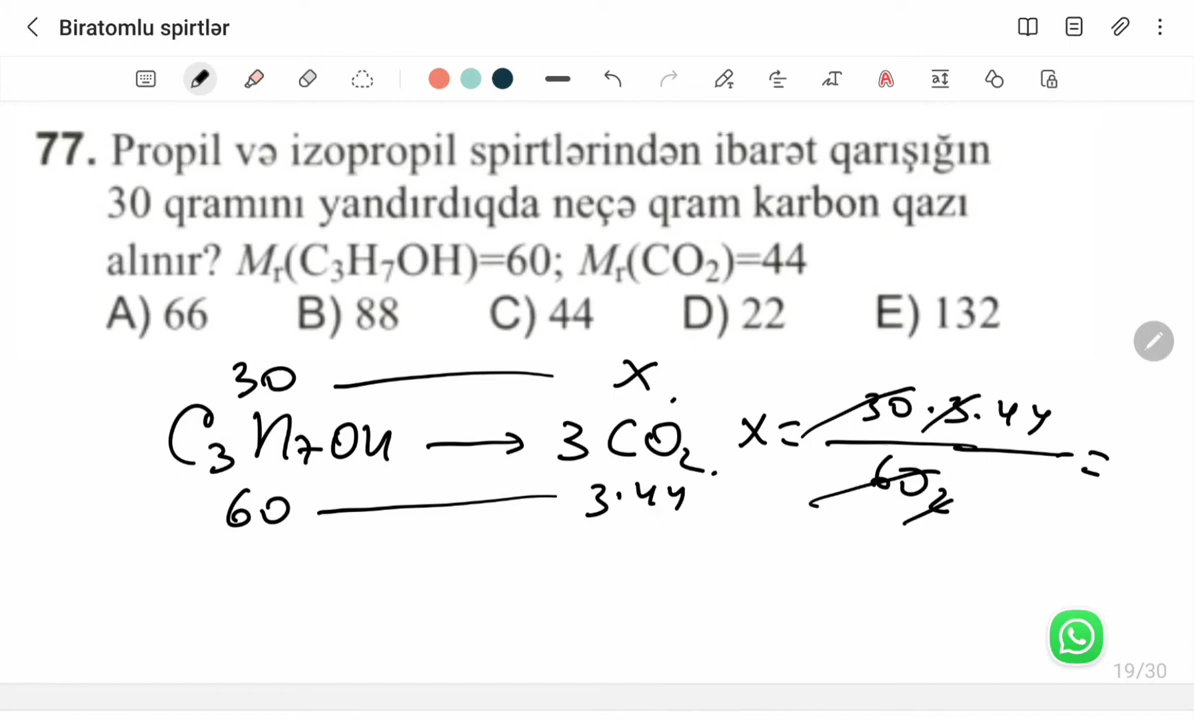 Biratomlu spirtlər
77. Propil və izopropil spirtlərindən ibarət qarışığın
30 qramını yandırdıqda neçə qram karbon qazı
alınır? Mᵣ(C₃H₇OH)=60; Mᵣ(CO₂)=44
A) 66 B) 88 C) 44 D) 22 E) 132
30 x
C₃H₇OH → 3CO₂ x = 30·3·44 / 60 2 =
60 3·44
19/30